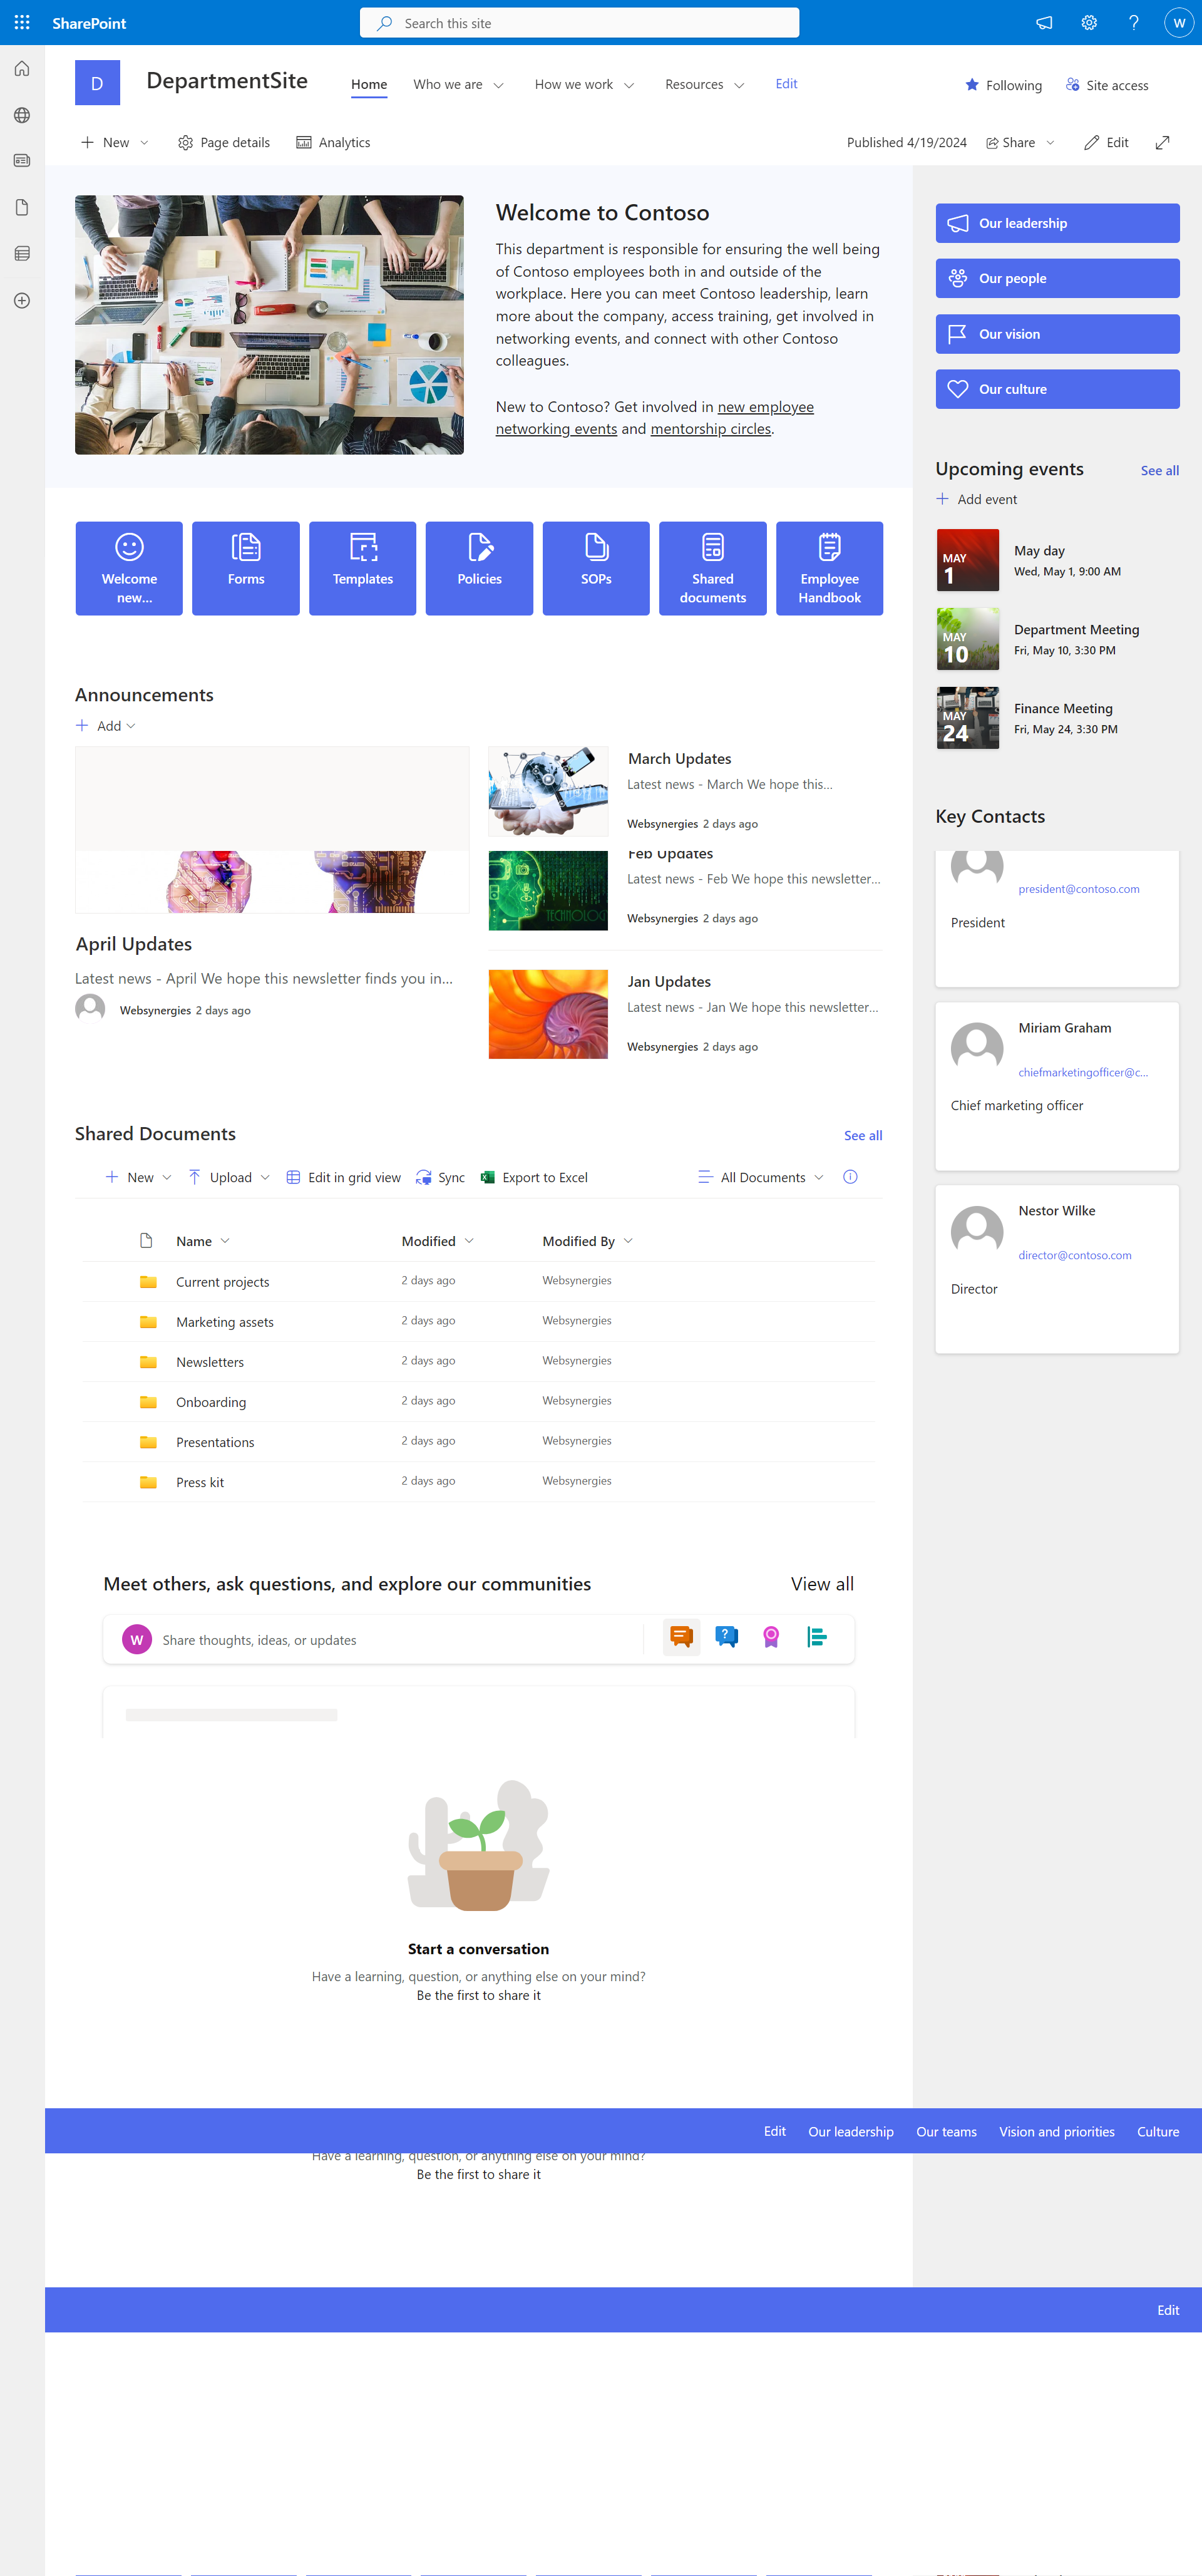 SharePoint
Search this site
W
D
DepartmentSite
Home
Who we are
How we work
Resources
Edit
Following
Site access
New
Page details
Analytics
Published 4/19/2024
Share
Edit
Welcome to Contoso
This department is responsible for ensuring the well being
of Contoso employees both in and outside of the
workplace. Here you can meet Contoso leadership, learn
more about the company, access training, get involved in
networking events, and connect with other Contoso
colleagues.
New to Contoso? Get involved in new employee
networking events and mentorship circles.
Our leadership
Our people
Our vision
Our culture
Upcoming events
See all
Add event
MAY
1
May day
Wed, May 1, 9:00 AM
MAY
10
Department Meeting
Fri, May 10, 3:30 PM
MAY
24
Finance Meeting
Fri, May 24, 3:30 PM
Welcome
new...
Forms
Templates
Policies
SOPs
Shared
documents
Employee
Handbook
Announcements
Add
April Updates
Latest news - April We hope this newsletter finds you in...
Websynergies 2 days ago
March Updates
Latest news - March We hope this...
Websynergies 2 days ago
Feb Updates
Latest news - Feb We hope this newsletter...
TECHNOLOG
Websynergies 2 days ago
Jan Updates
Latest news - Jan We hope this newsletter...
Websynergies 2 days ago
Key Contacts
president@contoso.com
President
Miriam Graham
chiefmarketingofficer@c...
Chief marketing officer
Nestor Wilke
director@contoso.com
Director
Shared Documents
See all
New
Upload
Edit in grid view
Sync
Export to Excel
All Documents
Name
Modified
Modified By
Current projects
2 days ago
Websynergies
Marketing assets
2 days ago
Websynergies
Newsletters
2 days ago
Websynergies
Onboarding
2 days ago
Websynergies
Presentations
2 days ago
Websynergies
Press kit
2 days ago
Websynergies
Meet others, ask questions, and explore our communities
View all
W
Share thoughts, ideas, or updates
Start a conversation
Have a learning, question, or anything else on your mind?
Be the first to share it
Edit
Our leadership
Our teams
Vision and priorities
Culture
Have a learning, question, or anything else on your mind?
Be the first to share it
Edit